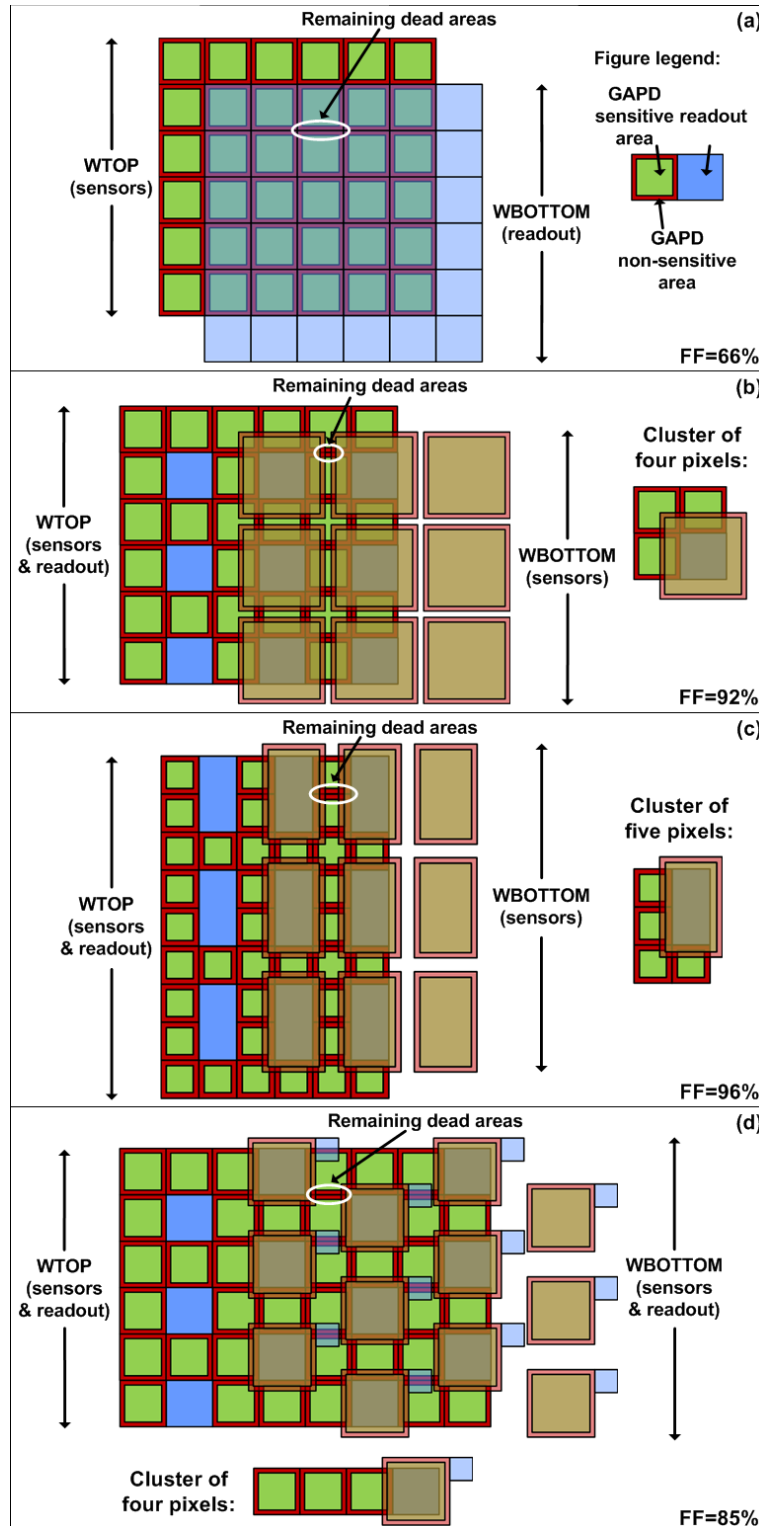 (a)
Remaining dead areas
Figure legend:
GAPD
sensitive readout
area
area
WTOP
(sensors)
WBOTTOM
(readout)
GAPD
non-sensitive
area
FF=66%
(b)
Remaining dead areas
Cluster of
four pixels:
WTOP
(sensors
& readout)
WBOTTOM
(sensors)
FF=92%
(c)
Remaining dead areas
Cluster of
five pixels:
WTOP
(sensors
& readout)
WBOTTOM
(sensors)
FF=96%
(d)
Remaining dead areas
WTOP
(sensors
& readout)
WBOTTOM
(sensors
& readout)
Cluster of
four pixels:
FF=85%